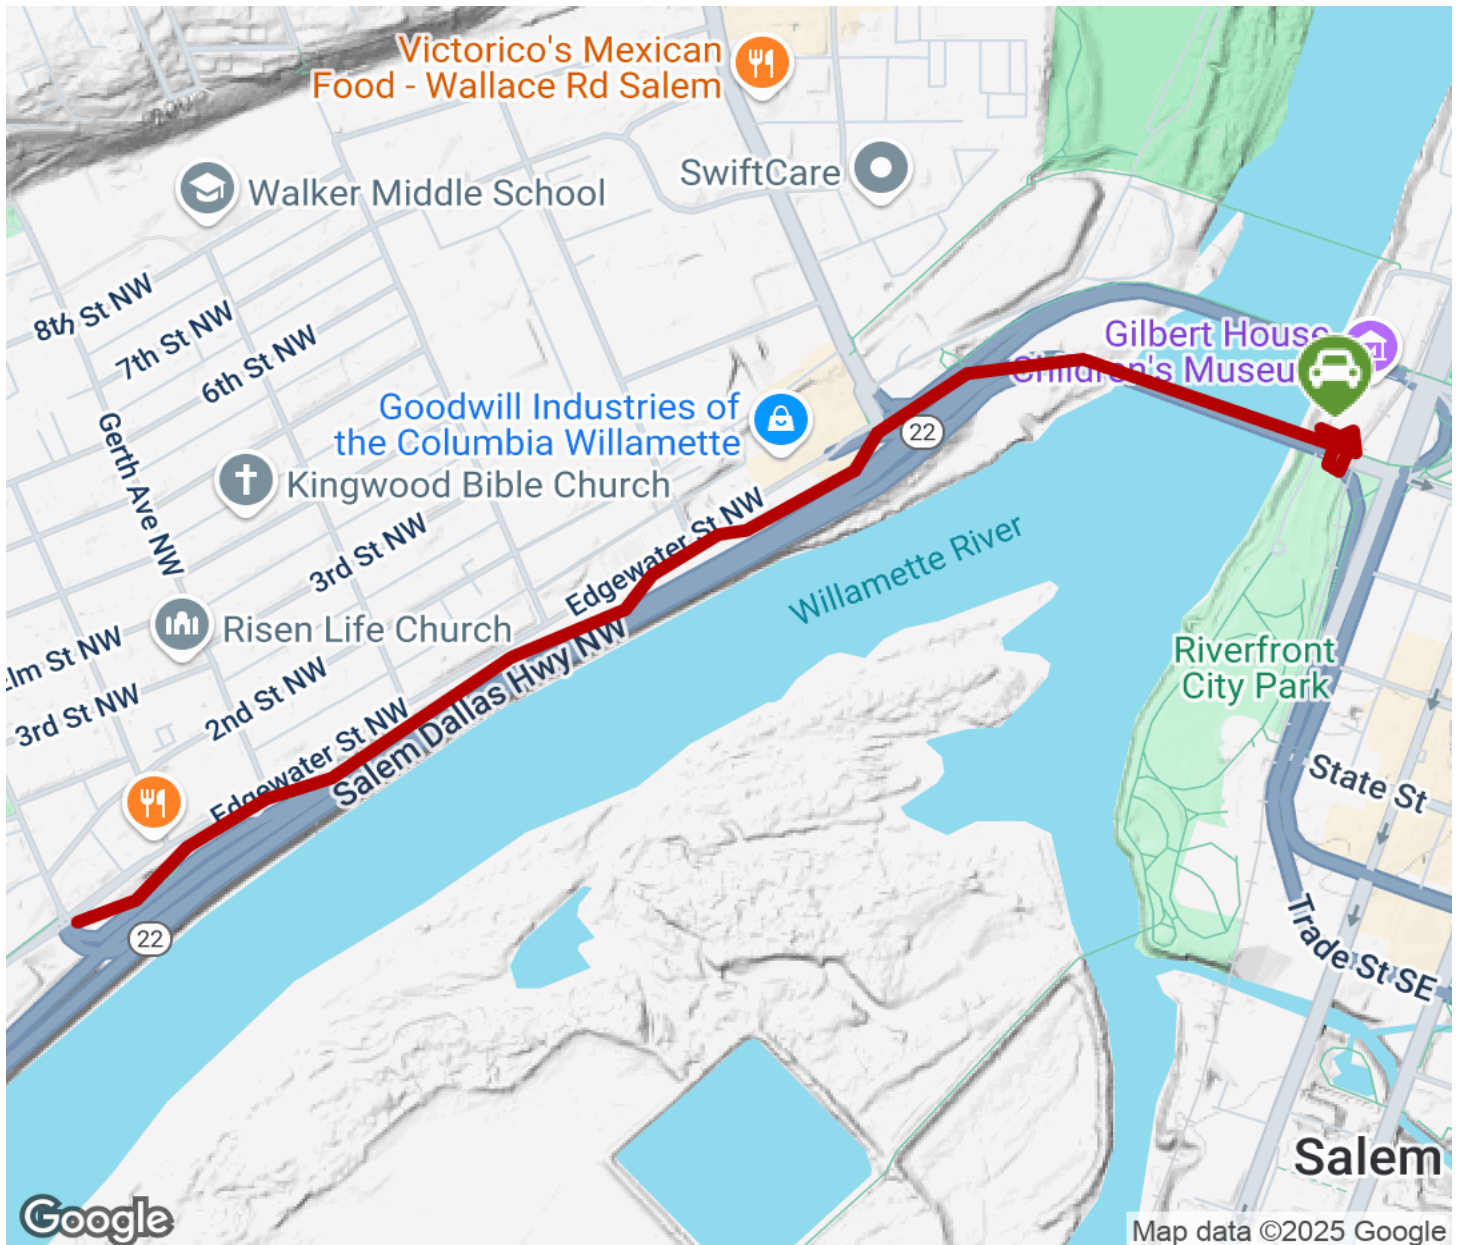 Victorico's Mexican
Food - Wallace Rd Salem
SwiftCare
Walker Middle School
8th St NW
7th St NW
6th St NW
Gilbert House
Children's Museum
Goodwill Industries of
the Columbia Willamette
22
Gerth Ave NW
Kingwood Bible Church
3rd St NW
Edgewater St NW
Willamette River
Risen Life Church
Elm St NW
3rd St NW
2nd St NW
Salem Dallas Hwy NW
Riverfront
City Park
Edgewater St NW
State St
22
Trade St SE
Salem
Google
Map data ©2025 Google